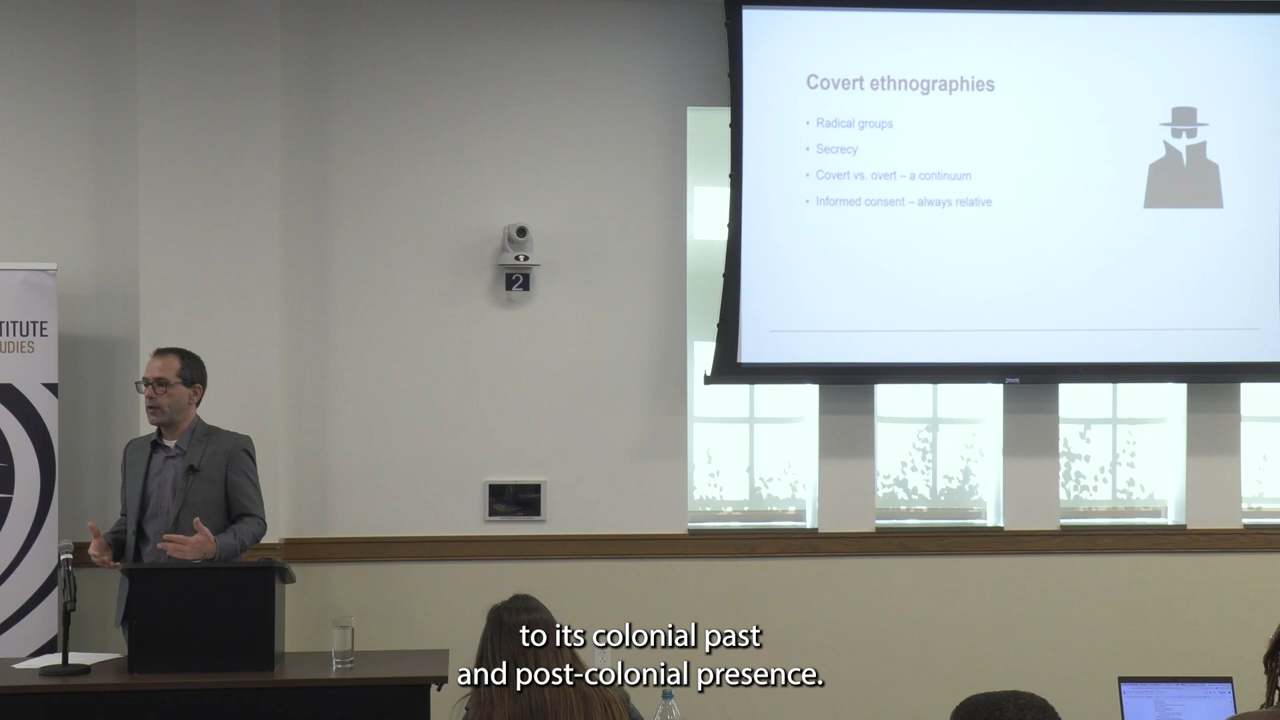 Covert ethnographies
• Radical groups
• Secrecy
• Covert vs. overt – a continuum
• Informed consent – always relative
2
TITUTE
UDIES
to its colonial past
and post-colonial presence.